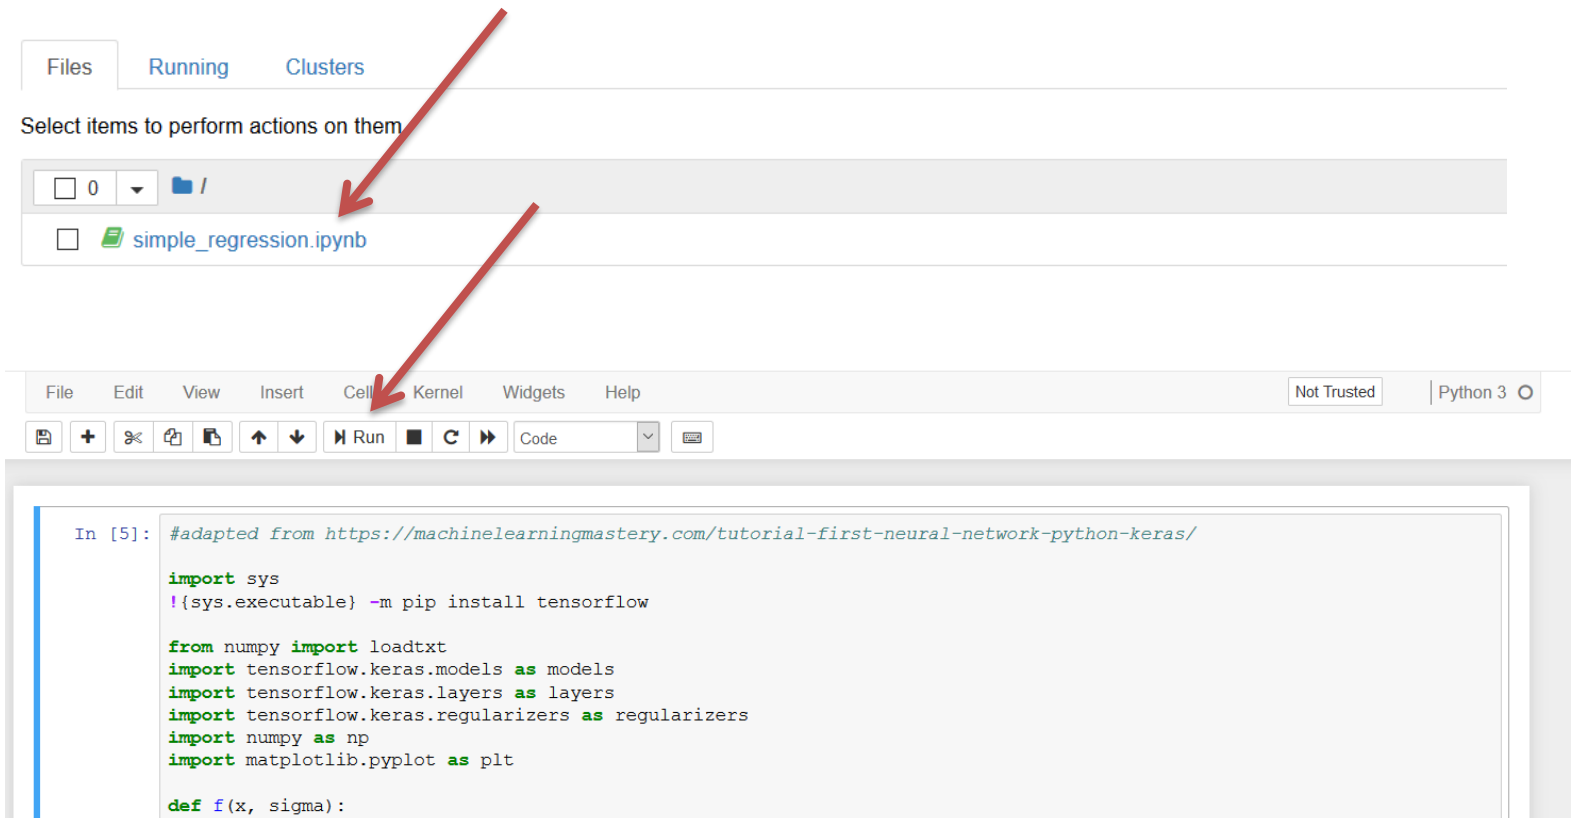 Files Running Clusters
Select items to perform actions on them
0 /
simple_regression.ipynb
File Edit View Insert Cell Kernel Widgets Help Not Trusted Python 3
Run Code
In [5]: #adapted from https://machinelearningmastery.com/tutorial-first-neural-network-python-keras/
import sys
!{sys.executable} -m pip install tensorflow
from numpy import loadtxt
import tensorflow.keras.models as models
import tensorflow.keras.layers as layers
import tensorflow.keras.regularizers as regularizers
import numpy as np
import matplotlib.pyplot as plt
def f(x, sigma):